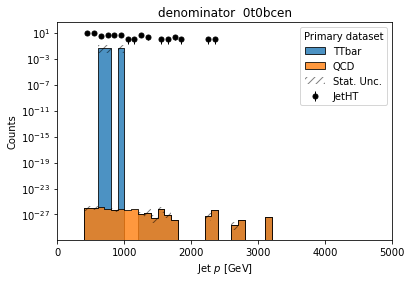 denominator 0t0bcen
Primary dataset
TTbar
QCD
Stat. Unc.
JetHT
Counts
10^1
10^-3
10^-7
10^-11
10^-15
10^-19
10^-23
10^-27
0 1000 2000 3000 4000 5000
Jet p [GeV]